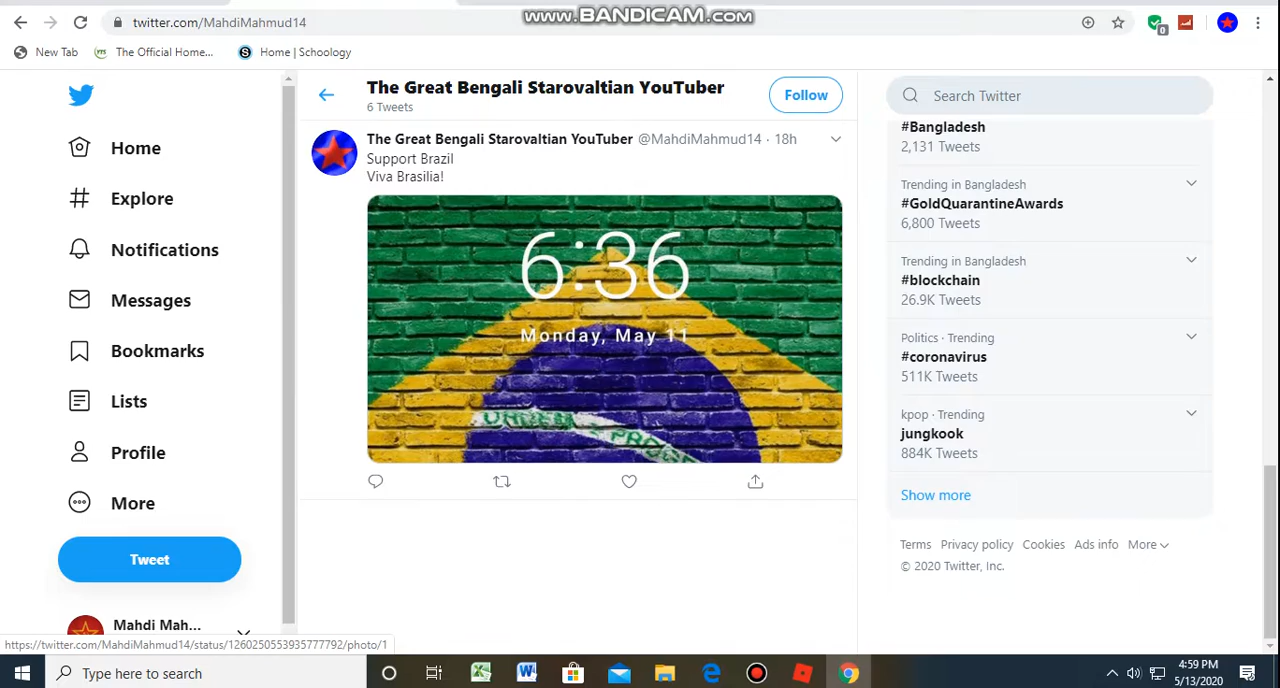 www.BANDICAM.com
twitter.com/MahdiMahmud14
0
New Tab
The Official Home...
Home | Schoology
The Great Bengali Starovaltian YouTuber
6 Tweets
Follow
Search Twitter
Home
Explore
Notifications
Messages
Bookmarks
Lists
Profile
More
Tweet
Mahdi Mah...
The Great Bengali Starovaltian YouTuber @MahdiMahmud14 · 18h
Support Brazil
Viva Brasilia!
6:36
Monday, May 11
#Bangladesh
2,131 Tweets
Trending in Bangladesh
#GoldQuarantineAwards
6,800 Tweets
Trending in Bangladesh
#blockchain
26.9K Tweets
Politics · Trending
#coronavirus
511K Tweets
kpop · Trending
jungkook
884K Tweets
Show more
Terms Privacy policy Cookies Ads info More
© 2020 Twitter, Inc.
https://twitter.com/MahdiMahmud14/status/1260250553935777792/photo/1
Type here to search
4:59 PM
5/13/2020